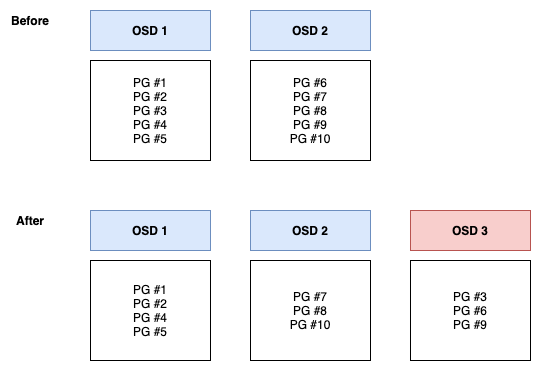 Before
OSD 1
OSD 2
PG #1
PG #2
PG #3
PG #4
PG #5
PG #6
PG #7
PG #8
PG #9
PG #10
After
OSD 1
OSD 2
OSD 3
PG #1
PG #2
PG #4
PG #5
PG #7
PG #8
PG #10
PG #3
PG #6
PG #9